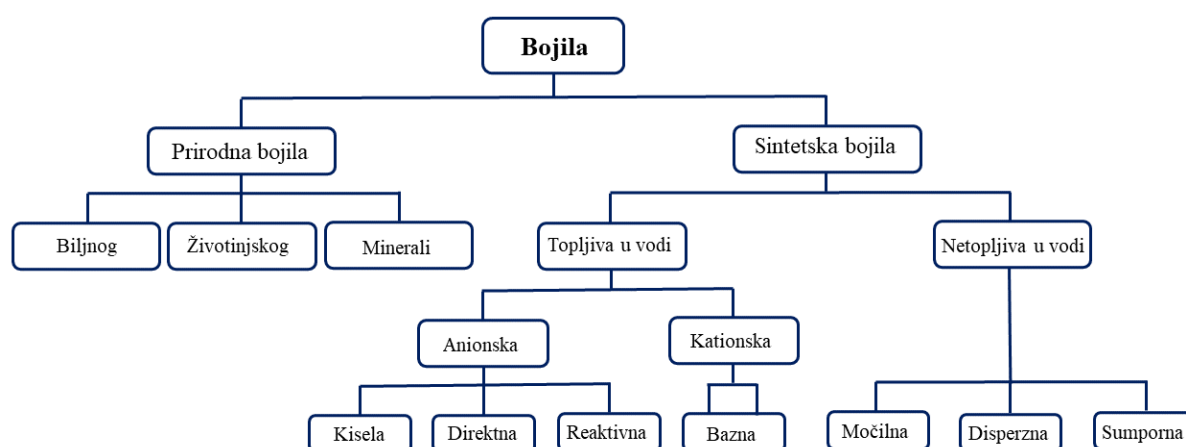 Bojila
Prirodna bojila
Sintetska bojila
Biljnog
Životinjskog
Minerali
Topljiva u vodi
Netopljiva u vodi
Anionska
Kationska
Kisela
Direktna
Reaktivna
Bazna
Močilna
Disperzna
Sumporna